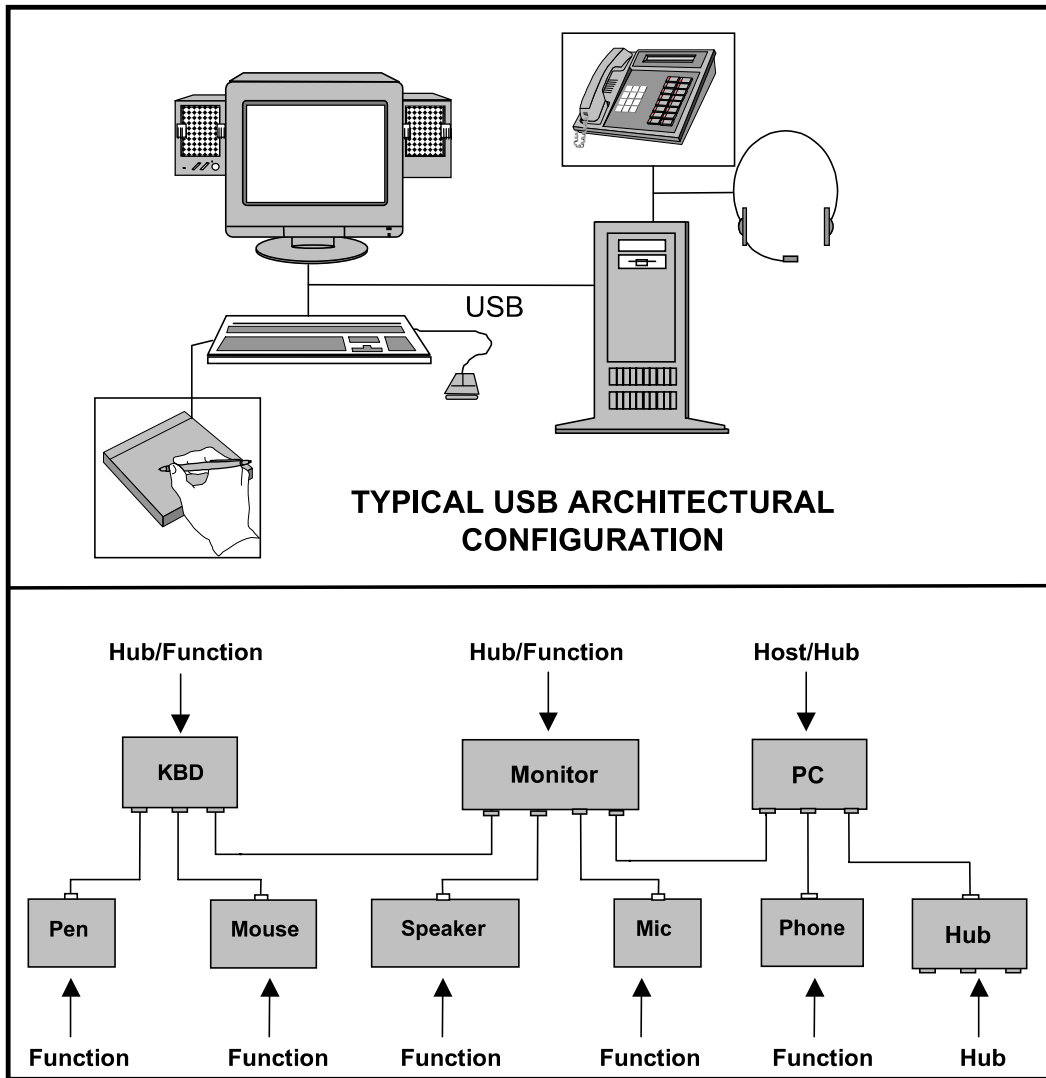 USB
TYPICAL USB ARCHITECTURAL
CONFIGURATION
Hub/Function
Hub/Function
Host/Hub
KBD
Monitor
PC
Pen
Mouse
Speaker
Mic
Phone
Hub
Function
Function
Function
Function
Function
Hub